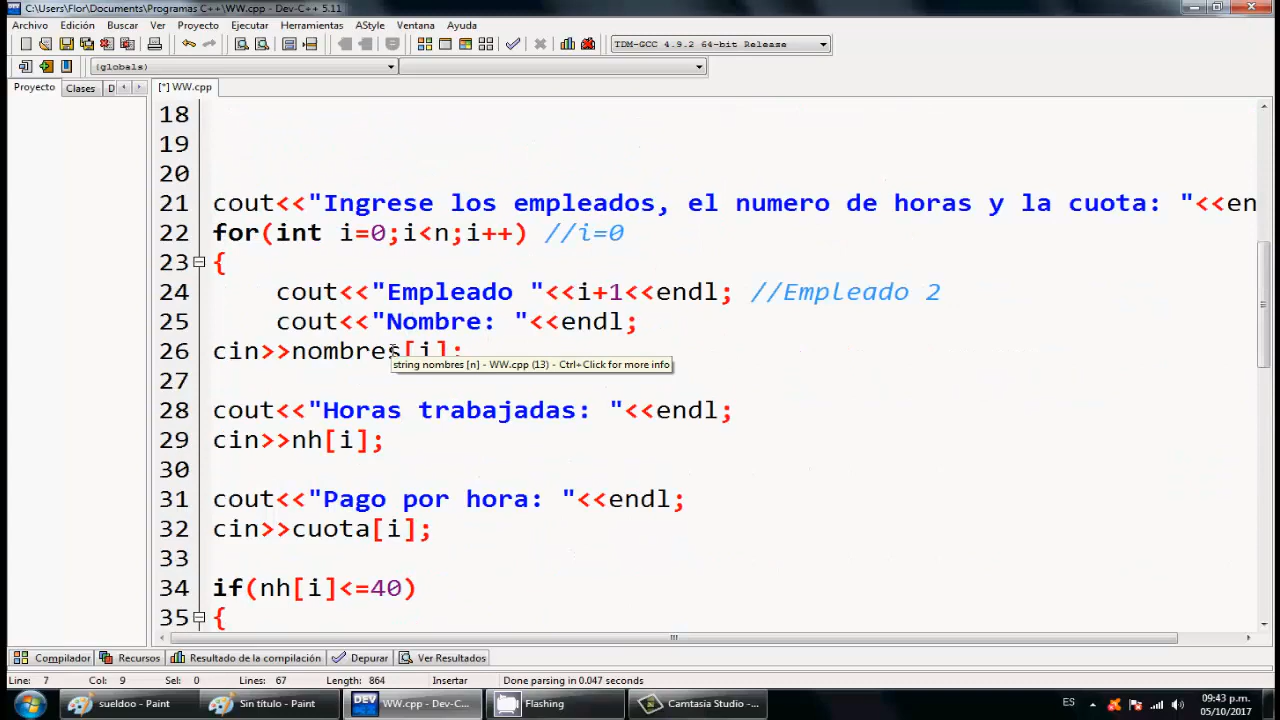 C:\Users\Flor\Documents\Programas C++\WW.cpp - Dev-C++ 5.11
Archivo Edición Buscar Ver Proyecto Ejecutar Herramientas AStyle Ventana Ayuda
TDM-GCC 4.9.2 64-bit Release
(globals)
Proyecto Clases D [*] WW.cpp
18
19
20
21 cout<<"Ingrese los empleados, el numero de horas y la cuota: "<<en
22 for(int i=0;i<n;i++) //i=0
23 {
24 cout<<"Empleado "<<i+1<<endl; //Empleado 2
25 cout<<"Nombre: "<<endl;
26 cin>>nombres[i];
string nombres [n] - WW.cpp (13) - Ctrl+Click for more info
27
28 cout<<"Horas trabajadas: "<<endl;
29 cin>>nh[i];
30
31 cout<<"Pago por hora: "<<endl;
32 cin>>cuota[i];
33
34 if(nh[i]<=40)
35 {
Compilador Recursos Resultado de la compilación Depurar Ver Resultados
Line: 7 Col: 9 Sel: 0 Lines: 67 Length: 864 Insertar Done parsing in 0.047 seconds
sueldoo - Paint Sin título - Paint WW.cpp - Dev-C... Flashing Camtasia Studio -... ES 09:43 p.m.
05/10/2017